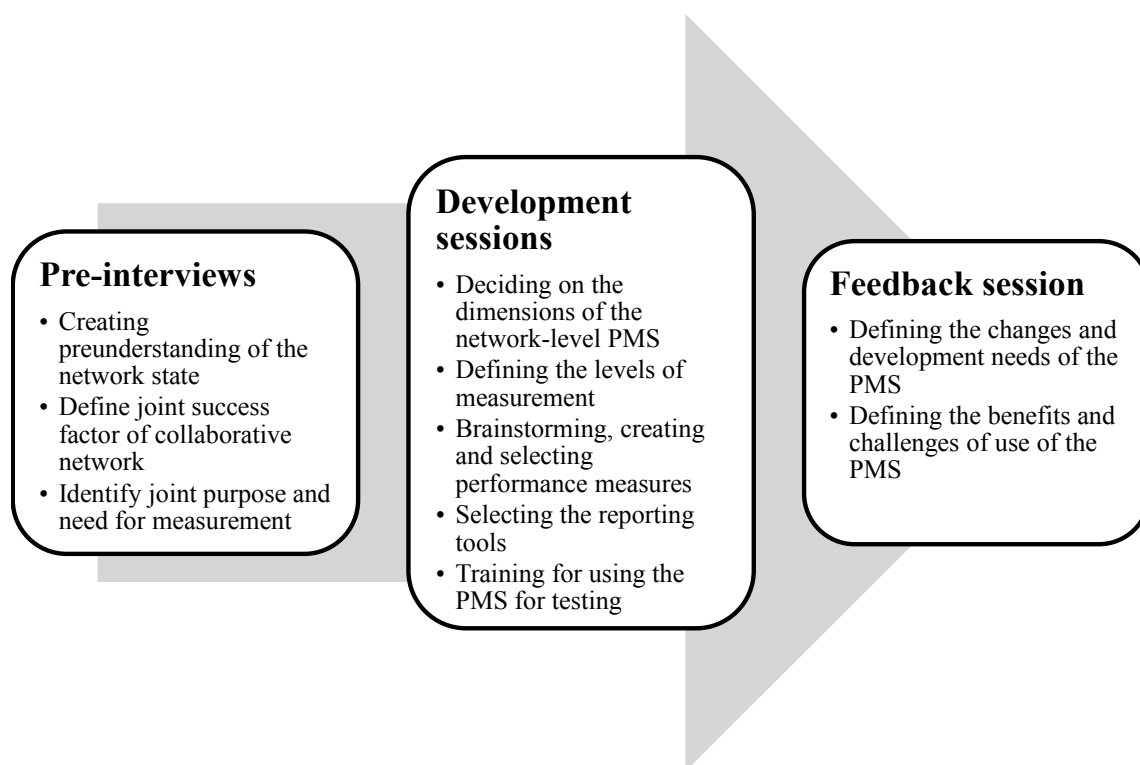 Pre-interviews
• Creating
preunderstanding of the
network state
• Define joint success
factor of collaborative
network
• Identify joint purpose and
need for measurement
Development
sessions
• Deciding on the
dimensions of the
network-level PMS
• Defining the levels of
measurement
• Brainstorming, creating
and selecting
performance measures
• Selecting the reporting
tools
• Training for using the
PMS for testing
Feedback session
• Defining the changes and
development needs of the
PMS
• Defining the benefits and
challenges of use of the
PMS